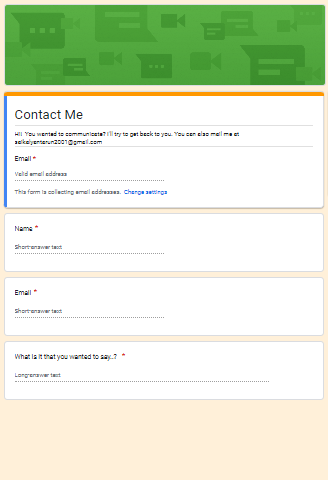 Contact Me
Hi! You wanted to communicate? I'll try to get back to you. You can also mail me at
saikalyantarun2001@gmail.com
Email *
Valid email address
This form is collecting email addresses. Change settings
Name *
Short-answer text
Email *
Short-answer text
What is it that you wanted to say..? *
Long-answer text